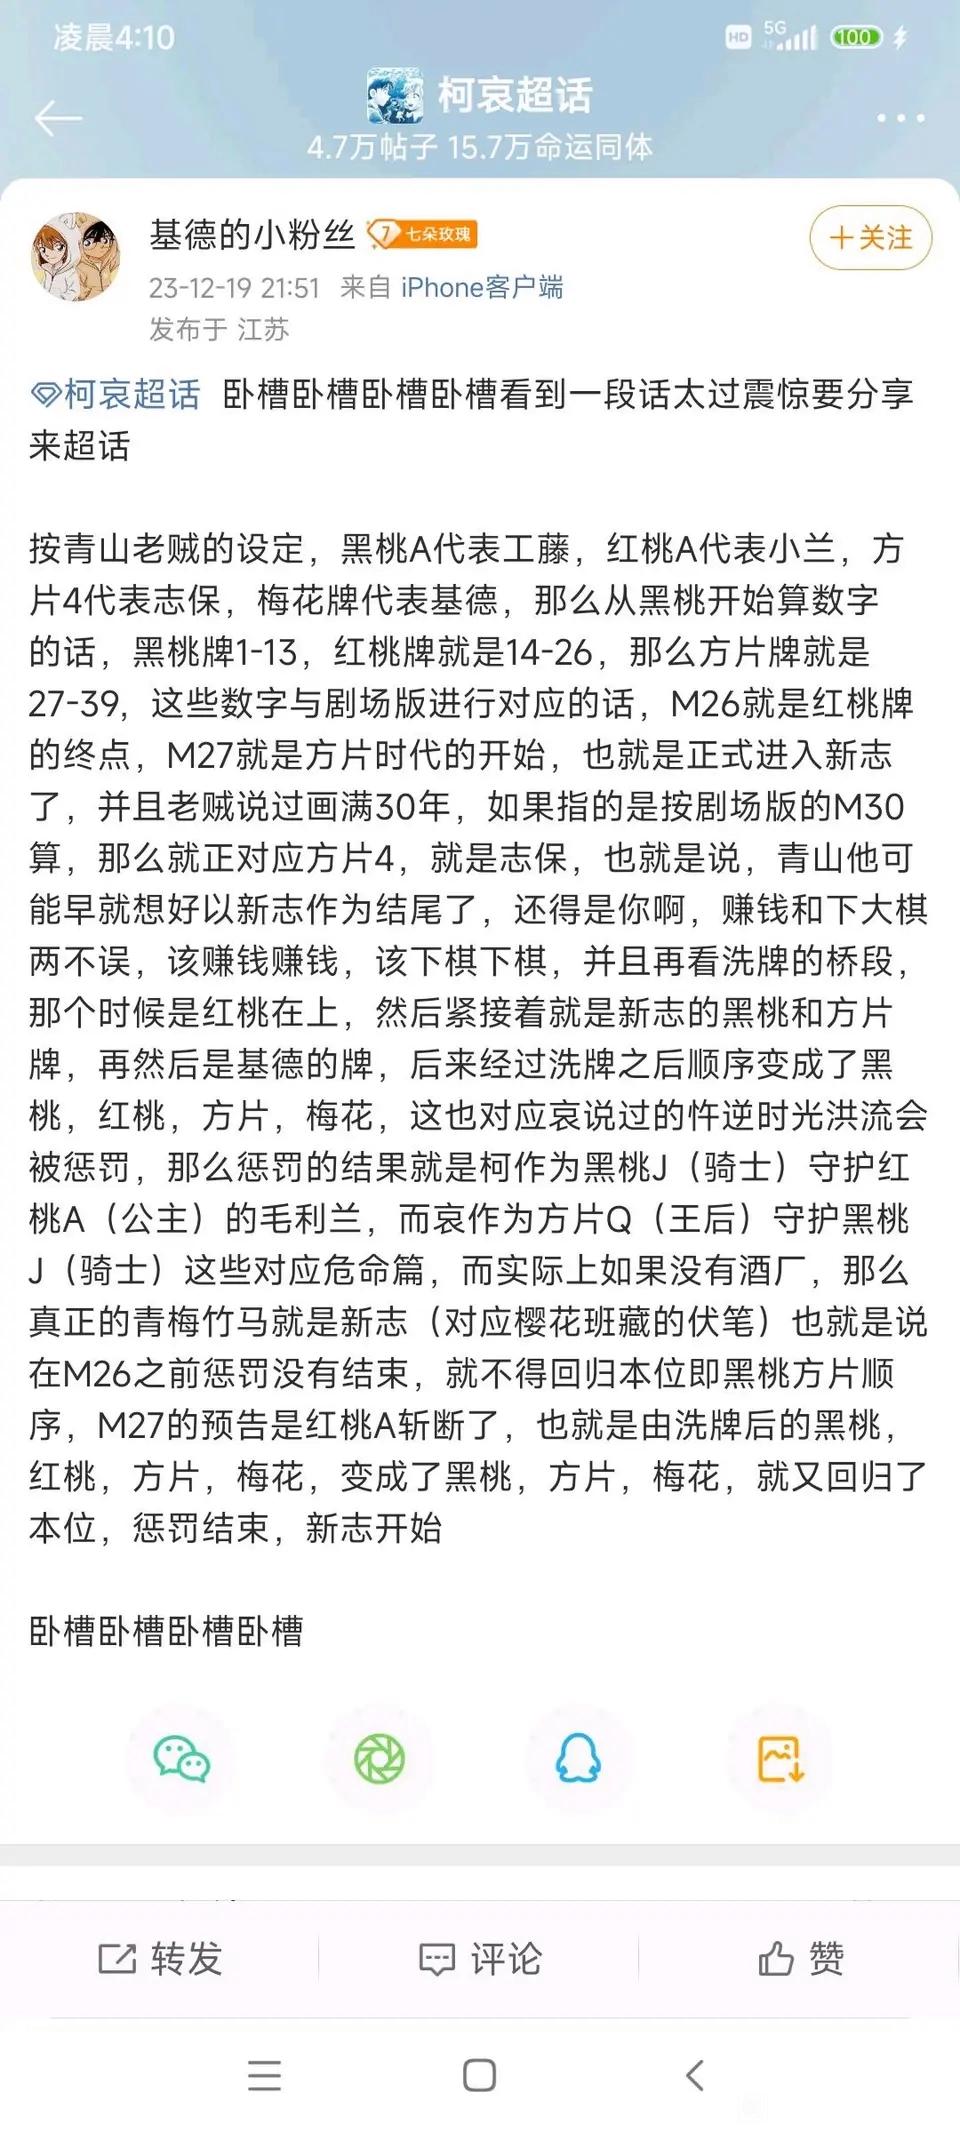 凌晨4:10
HD 5G 100
柯哀超话
4.7万帖子 15.7万命运同体
基德的小粉丝 7 七朵玫瑰
+关注
23-12-19 21:51 来自 iPhone客户端
发布于 江苏
柯哀超话 卧槽卧槽卧槽卧槽看到一段话太过震惊要分享
来超话
按青山老贼的设定，黑桃A代表工藤，红桃A代表小兰，方
片4代表志保，梅花牌代表基德，那么从黑桃开始算数字
的话，黑桃牌1-13，红桃牌就是14-26，那么方片牌就是
27-39，这些数字与剧场版进行对应的话，M26就是红桃牌
的终点，M27就是方片时代的开始，也就是正式进入新志
了，并且老贼说过画满30年，如果指的是按剧场版的M30
算，那么就正对应方片4，就是志保，也就是说，青山他可
能早就想好以新志作为结尾了，还得是你啊，赚钱和下大棋
两不误，该赚钱赚钱，该下棋下棋，并且再看洗牌的桥段，
那个时候是红桃在上，然后紧接着就是新志的黑桃和方片
牌，再然后是基德的牌，后来经过洗牌之后顺序变成了黑
桃，红桃，方片，梅花，这也对应哀说过的忤逆时光洪流会
被惩罚，那么惩罚的结果就是柯作为黑桃J（骑士）守护红
桃A（公主）的毛利兰，而哀作为方片Q（王后）守护黑桃
J（骑士）这些对应危命篇，而实际上如果没有酒厂，那么
真正的青梅竹马就是新志（对应樱花班藏的伏笔）也就是说
在M26之前惩罚没有结束，就不得回归本位即黑桃方片顺
序，M27的预告是红桃A斩断了，也就是由洗牌后的黑桃，
红桃，方片，梅花，变成了黑桃，方片，梅花，就又回归了
本位，惩罚结束，新志开始
卧槽卧槽卧槽卧槽
转发 评论 赞